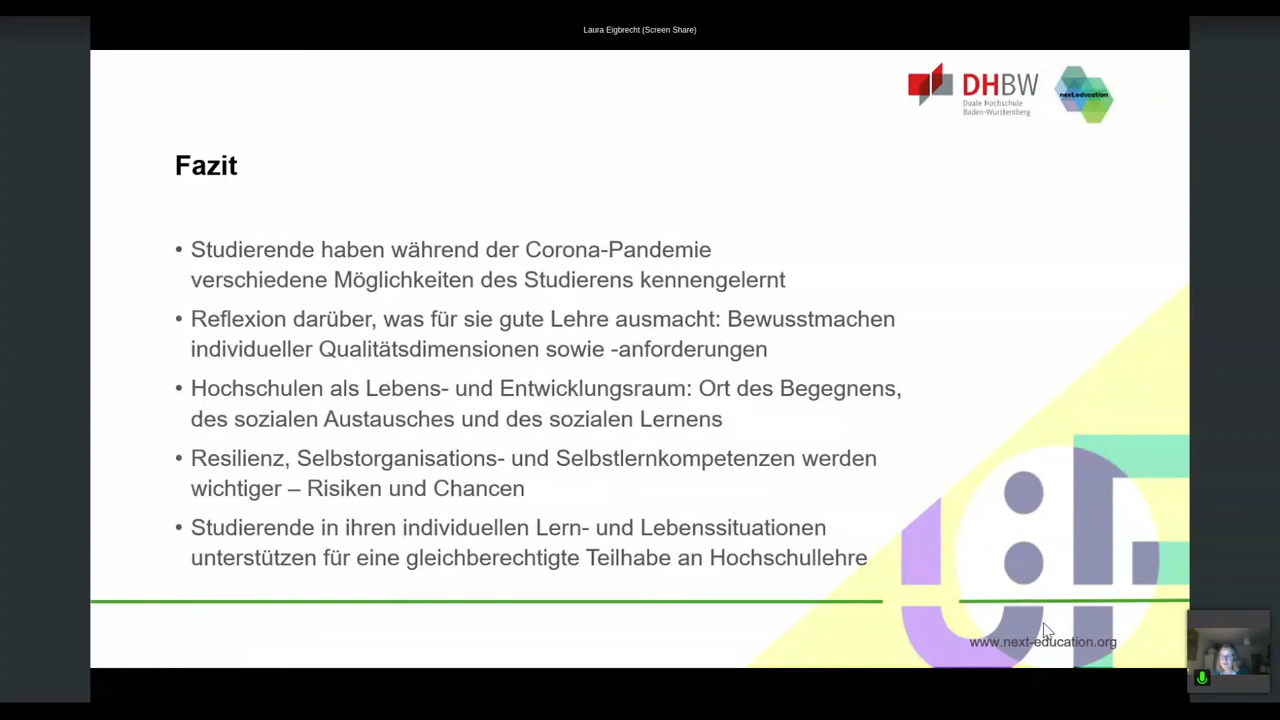 Laura Eigbrecht (Screen Share)
DHBW
Duale Hochschule
Baden-Württemberg
next.education
Fazit
• Studierende haben während der Corona-Pandemie
verschiedene Möglichkeiten des Studierens kennengelernt
• Reflexion darüber, was für sie gute Lehre ausmacht: Bewusstmachen
individueller Qualitätsdimensionen sowie -anforderungen
• Hochschulen als Lebens- und Entwicklungsraum: Ort des Begegnens,
des sozialen Austausches und des sozialen Lernens
• Resilienz, Selbstorganisations- und Selbstlernkompetenzen werden
wichtiger – Risiken und Chancen
• Studierende in ihren individuellen Lern- und Lebenssituationen
unterstützen für eine gleichberechtigte Teilhabe an Hochschullehre
www.next-education.org